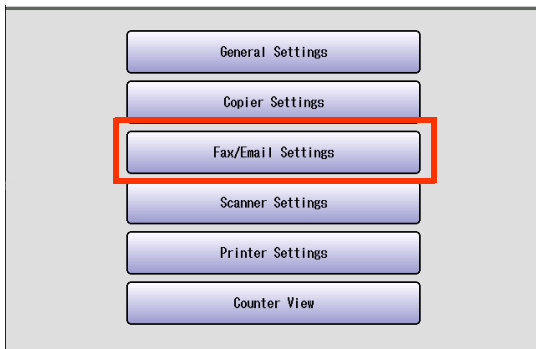 General Settings
Copier Settings
Fax/Email Settings
Scanner Settings
Printer Settings
Counter View